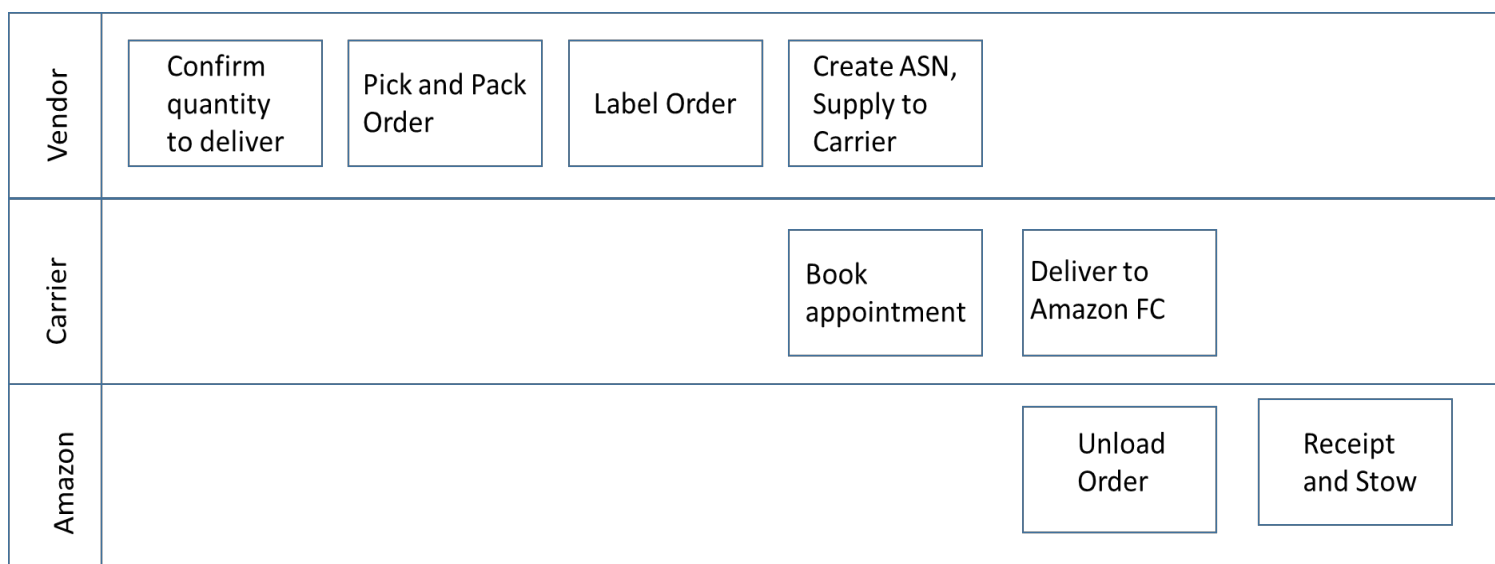 Vendor
Confirm
quantity
to deliver
Pick and Pack
Order
Label Order
Create ASN,
Supply to
Carrier
Carrier
Book
appointment
Deliver to
Amazon FC
Amazon
Unload
Order
Receipt
and Stow